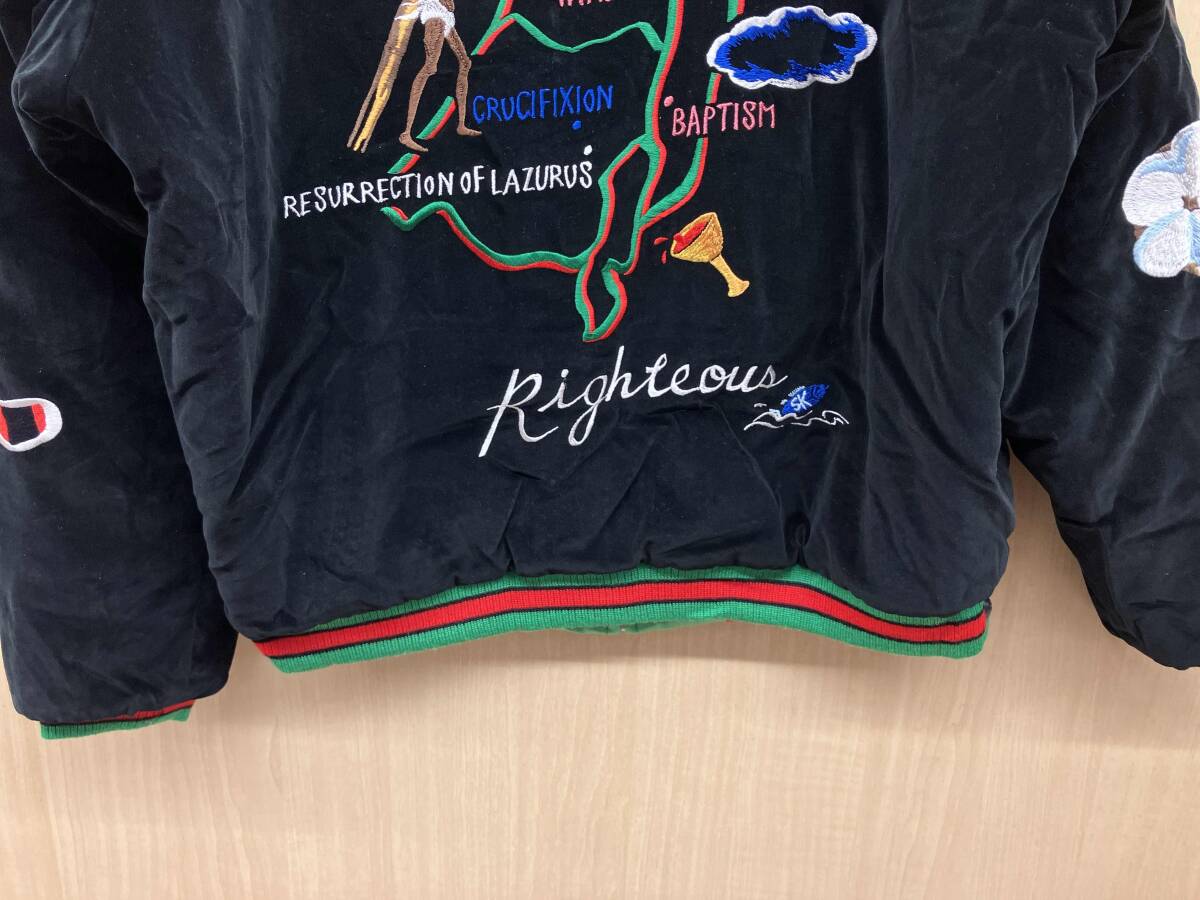 CRUCIFIXION
BAPTISM
RESURRECTION OF LAZURUS
Righteous
SK